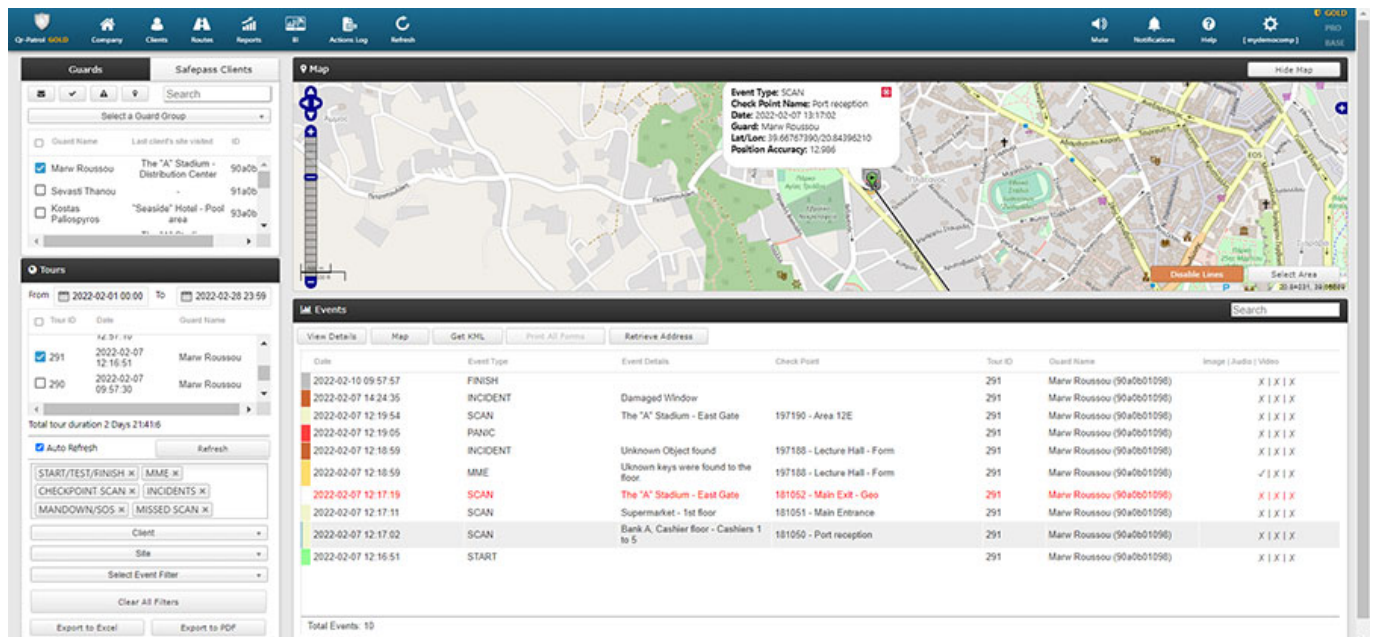 GOLD
PRO
BASE
Qr-Patrol GOLD
Company
Clients
Routes
Reports
BI
Actions Log
Refresh
Mute
Notifications
Help
( mydemocomp )
Guards
Safepass Clients
Search
Select a Guard Group
Guard Name Last client's site visited ID
Marw Roussou The "A" Stadium - Distribution Center 90a0b
Sevasti Thanou - 91a0b
Kostas Paliospyros "Seaside" Hotel - Pool area 93a0b
Tours
From 2022-02-01 00:00 To 2022-02-28 23:59
Tour ID Date Guard Name
12:57:10
291 2022-02-07 12:16:51 Marw Roussou
290 2022-02-07 09:57:30 Marw Roussou
Total tour duration 2 Days 21:41:6
Auto Refresh Refresh
START/TEST/FINISH × MME ×
CHECKPOINT SCAN × INCIDENTS ×
MANDOWN/SOS × MISSED SCAN ×
Client
Site
Select Event Filter
Clear All Filters
Export to Excel Export to PDF
Map
Hide Map
Event Type: SCAN
Check Point Name: Port reception
Date: 2022-02-07 13:17:02
Guard: Marw Roussou
Lat/Lon: 39.66767390/20.84396210
Position Accuracy: 12.986
EO5
Disable Lines
Select Area
Events
Search
View Details Map Get KML Print All Forms Retrieve Address
Date Event Type Event Details Check Point Tour ID Guard Name Image | Audio | Video
2022-02-10 09:57:57 FINISH 291 Marw Roussou (90a0b01098) X | X | X
2022-02-07 14:24:35 INCIDENT Damaged Window 291 Marw Roussou (90a0b01098) X | X | X
2022-02-07 12:19:54 SCAN The "A" Stadium - East Gate 197190 - Area 12E 291 Marw Roussou (90a0b01098) X | X | X
2022-02-07 12:19:05 PANIC 291 Marw Roussou (90a0b01098) X | X | X
2022-02-07 12:18:59 INCIDENT Unknown Object found 197188 - Lecture Hall - Form 291 Marw Roussou (90a0b01098) X | X | X
2022-02-07 12:18:59 MME Uknown keys were found to the floor. 197188 - Lecture Hall - Form 291 Marw Roussou (90a0b01098) ✓ | X | X
2022-02-07 12:17:19 SCAN The "A" Stadium - East Gate 181052 - Main Exit - Geo 291 Marw Roussou (90a0b01098) X | X | X
2022-02-07 12:17:11 SCAN Supermarket - 1st floor 181051 - Main Entrance 291 Marw Roussou (90a0b01098) X | X | X
2022-02-07 12:17:02 SCAN Bank A, Cashier floor - Cashiers 1 to 5 181050 - Port reception 291 Marw Roussou (90a0b01098) X | X | X
2022-02-07 12:16:51 START 291 Marw Roussou (90a0b01098) X | X | X
Total Events: 10